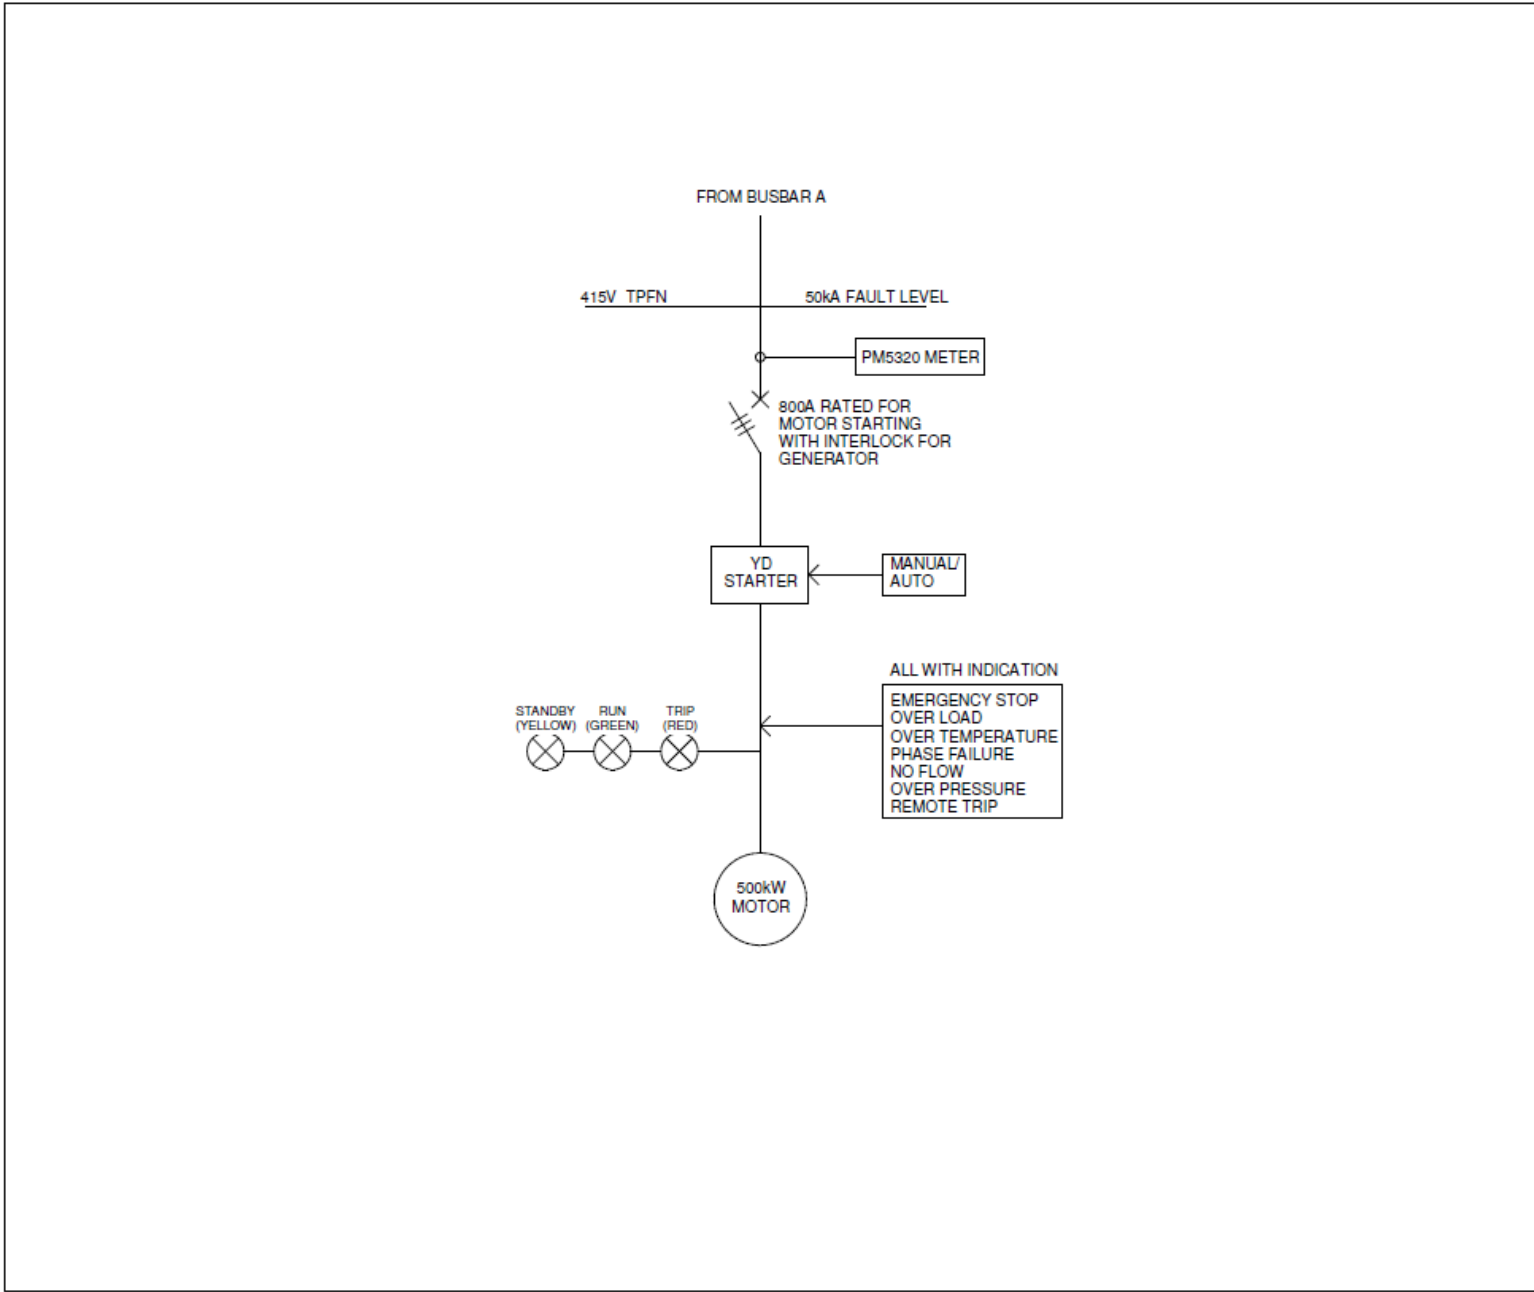 FROM BUSBAR A
415V TPFN
50kA FAULT LEVEL
PM5320 METER
800A RATED FOR
MOTOR STARTING
WITH INTERLOCK FOR
GENERATOR
YD
STARTER
MANUAL/
AUTO
ALL WITH INDICATION
EMERGENCY STOP
OVER LOAD
OVER TEMPERATURE
PHASE FAILURE
NO FLOW
OVER PRESSURE
REMOTE TRIP
STANDBY
(YELLOW)
RUN
(GREEN)
TRIP
(RED)
500kW
MOTOR